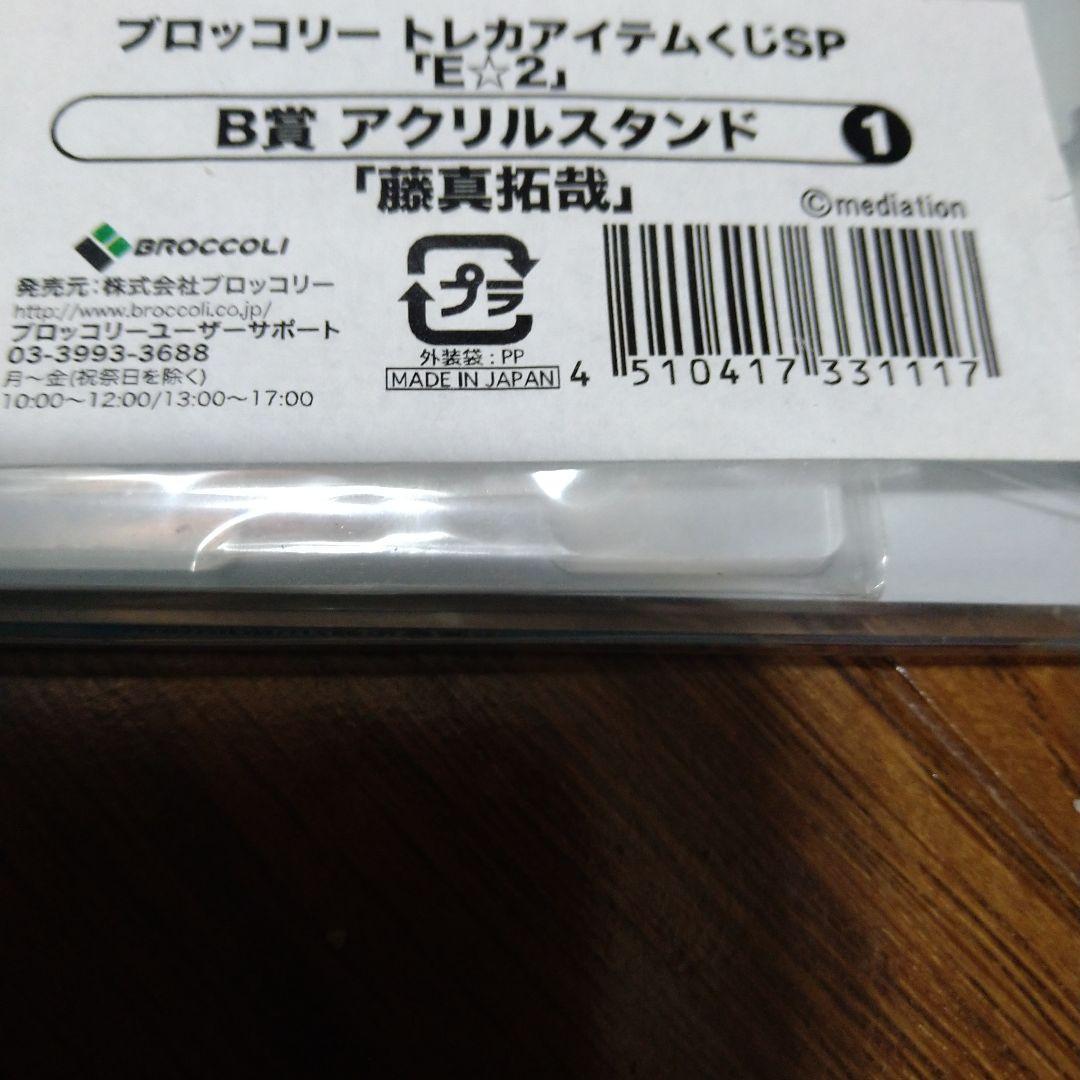 ブロッコリー トレカアイテムくじSP
「E☆2」
B賞 アクリルスタンド 1
「藤真拓哉」
©mediation
BROCCOLI
発売元：株式会社ブロッコリー
http://www.broccoli.co.jp/
ブロッコリーユーザーサポート
03-3993-3688
月～金(祝祭日を除く)
10:00～12:00/13:00～17:00
プラ
外装袋：PP
MADE IN JAPAN
4 510417 331117